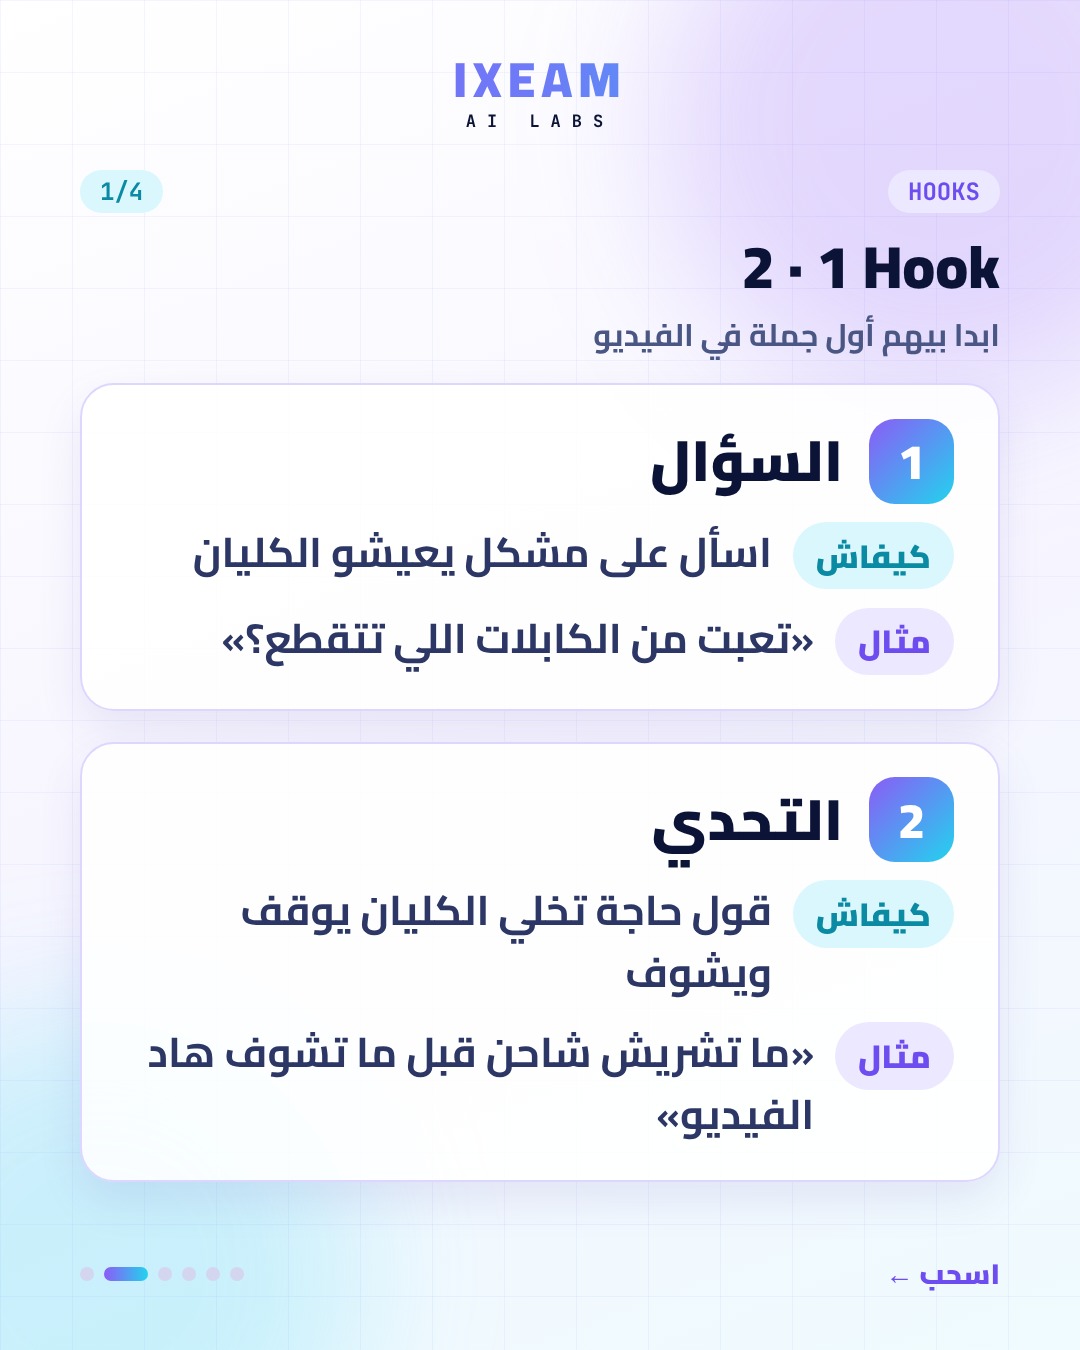 IXEAM
AI LABS
HOOKS
1/4
2 · 1 Hook
ابدا بيهم أول جملة في الفيديو
1
السؤال
كيفاش
اسأل على مشكل يعيشو الكليان
مثال
«تعبت من الكابلات اللي تتقطع؟»
2
التحدي
كيفاش
قول حاجة تخلي الكليان يوقف
ويشوف
مثال
«ما تشريش شاحن قبل ما تشوف هاد
الفيديو»
اسحب ←